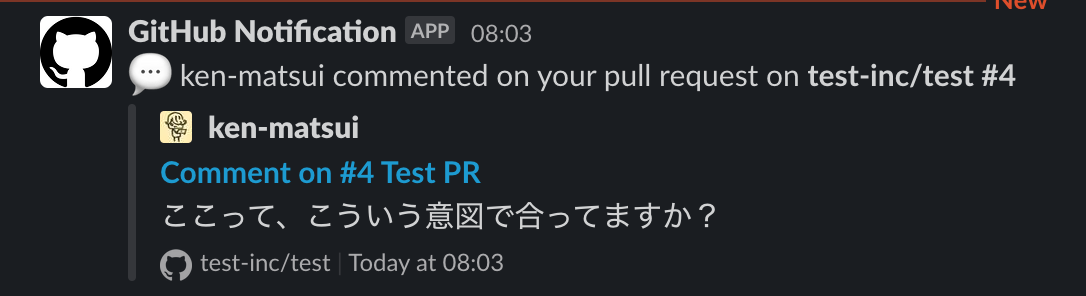 New
GitHub Notification APP 08:03
ken-matsui commented on your pull request on test-inc/test #4
ken-matsui
Comment on #4 Test PR
ここって、こういう意図で合ってますか？
test-inc/test | Today at 08:03